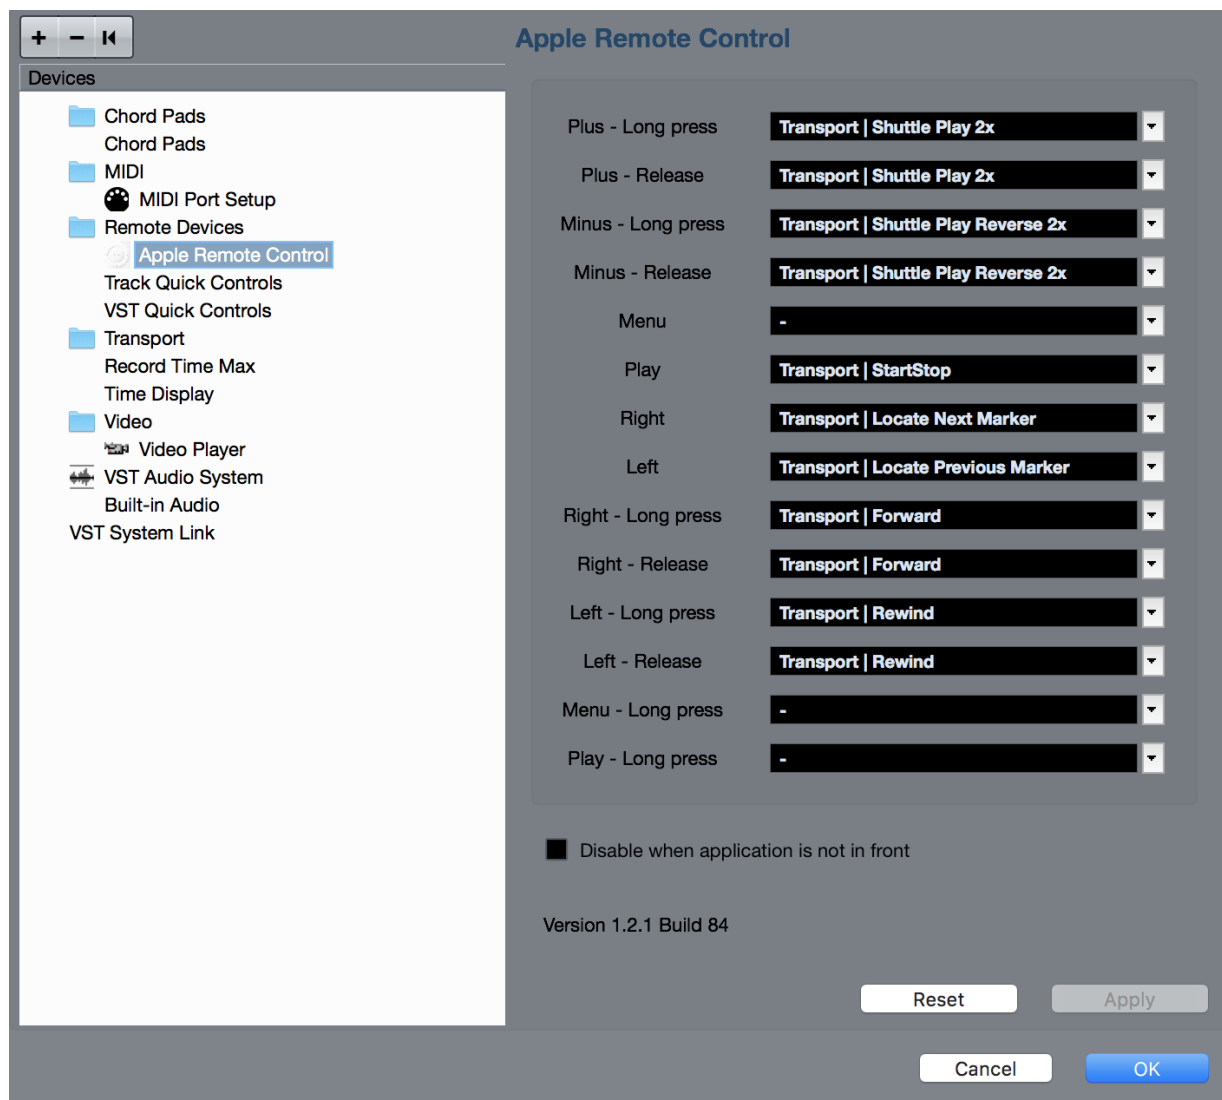 Apple Remote Control
Devices
Chord Pads
Chord Pads
MIDI
MIDI Port Setup
Remote Devices
Apple Remote Control
Track Quick Controls
VST Quick Controls
Transport
Record Time Max
Time Display
Video
Video Player
VST Audio System
Built-in Audio
VST System Link
Plus - Long press Transport | Shuttle Play 2x
Plus - Release Transport | Shuttle Play 2x
Minus - Long press Transport | Shuttle Play Reverse 2x
Minus - Release Transport | Shuttle Play Reverse 2x
Menu -
Play Transport | StartStop
Right Transport | Locate Next Marker
Left Transport | Locate Previous Marker
Right - Long press Transport | Forward
Right - Release Transport | Forward
Left - Long press Transport | Rewind
Left - Release Transport | Rewind
Menu - Long press -
Play - Long press -
Disable when application is not in front
Version 1.2.1 Build 84
Reset Apply
Cancel OK